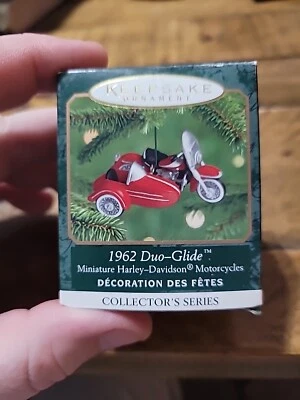 KEEPSAKE
ORNAMENT
1962 Duo–Glide™
Miniature Harley–Davidson® Motorcycles
DÉCORATION DES FÊTES
COLLECTOR'S SERIES